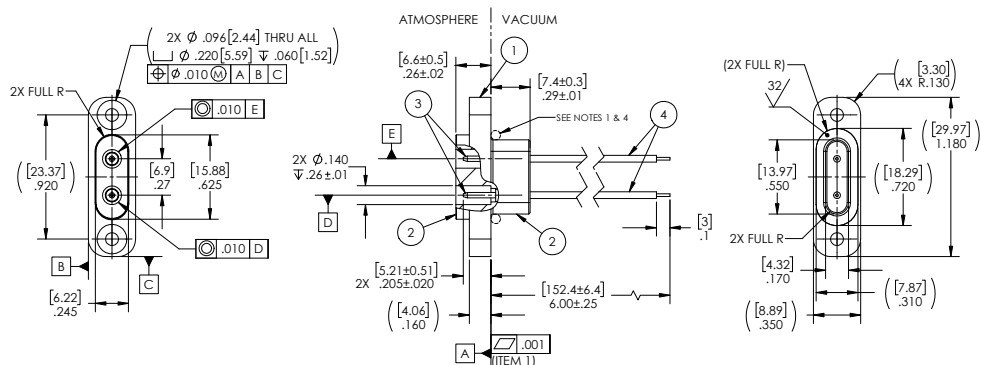 ATMOSPHERE VACUUM
2X Ø .096[2.44] THRU ALL
⌴ Ø .220[5.59] ↧ .060[1.52]
⌖ Ø .010 Ⓜ A B C
2X FULL R
◎ .010 E
[23.37]
.920
[6.9]
.27
[15.88]
.625
◎ .010 D
B
C
[6.22]
.245
[6.6±0.5]
.26±.02
1
[7.4±0.3]
.29±.01
3
SEE NOTES 1 & 4
4
E
2X Ø.140
↧ .26±.01
3
D
2
2
[3]
.1
[5.21±0.51]
2X .205±.020
[152.4±6.4]
6.00±.25
[4.06]
.160
A
⏥ .001
(ITEM 1)
(2X FULL R)
32
[3.30]
4X R.130
[29.97]
1.180
[13.97]
.550
[18.29]
.720
2X FULL R
[4.32]
.170
[7.87]
.310
[8.89]
.350